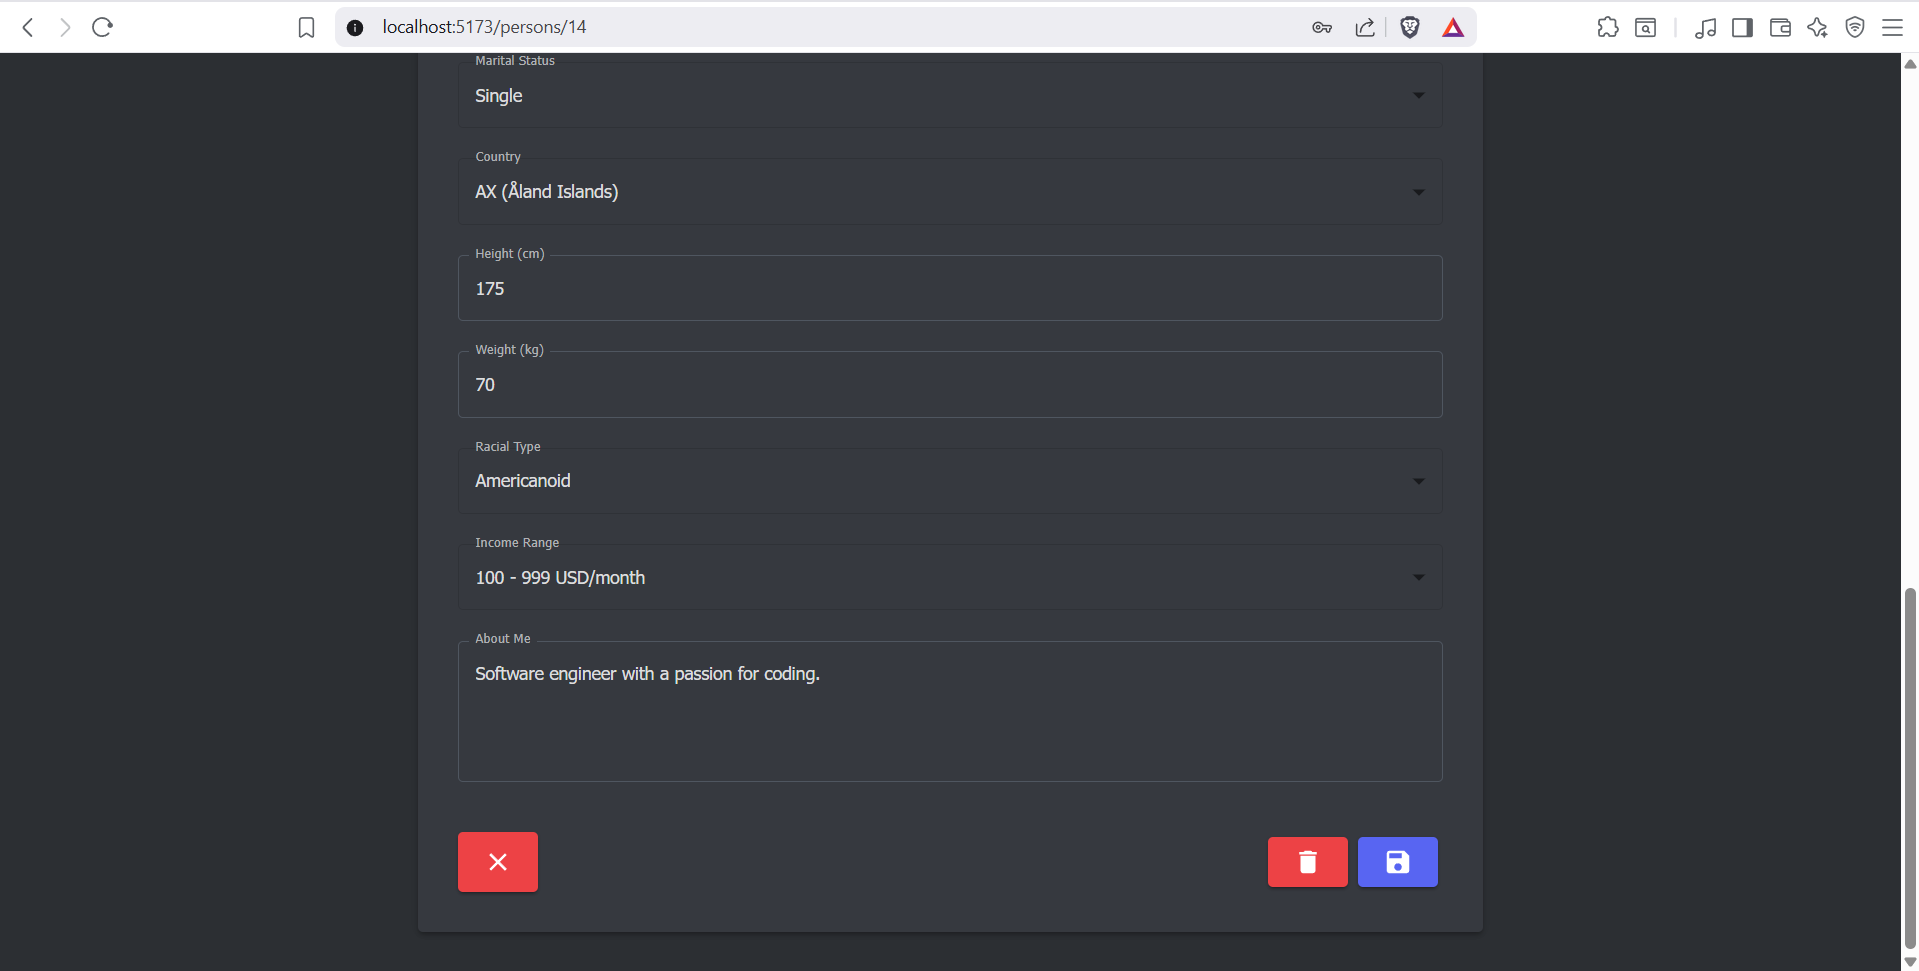 localhost:5173/persons/14
Marital Status
Single
Country
AX (Åland Islands)
Height (cm)
175
Weight (kg)
70
Racial Type
Americanoid
Income Range
100 - 999 USD/month
About Me
Software engineer with a passion for coding.